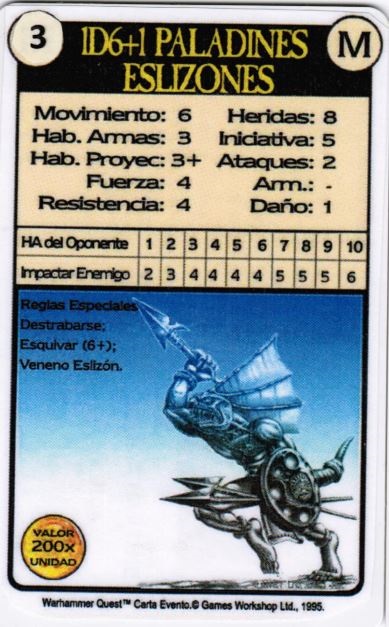 3
1D6+1 PALADINES
M
ESLIZONES
Movimiento: 6 Heridas: 8
Hab. Armas: 3 Iniciativa: 5
Hab. Proyec: 3+ Ataques: 2
Fuerza: 4 Arm.: -
Resistencia: 4 Daño: 1
HA del Oponente 1 2 3 4 5 6 7 8 9 10
Impactar Enemigo 2 3 4 4 4 4 5 5 5 6
Reglas Especiales
Destrabarse;
Esquivar (6+);
Veneno Eslizón.
VALOR
200x
UNIDAD
Warhammer Quest™ Carta Evento.© Games Workshop Ltd., 1995.